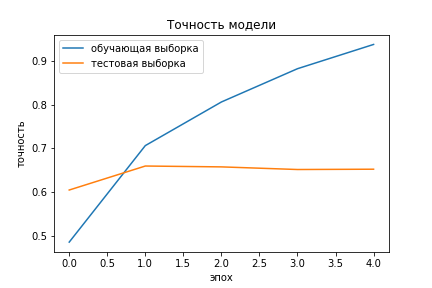 Точность модели
обучающая выборка
тестовая выборка
точность
0.9
0.8
0.7
0.6
0.5
0.0 0.5 1.0 1.5 2.0 2.5 3.0 3.5 4.0
эпох